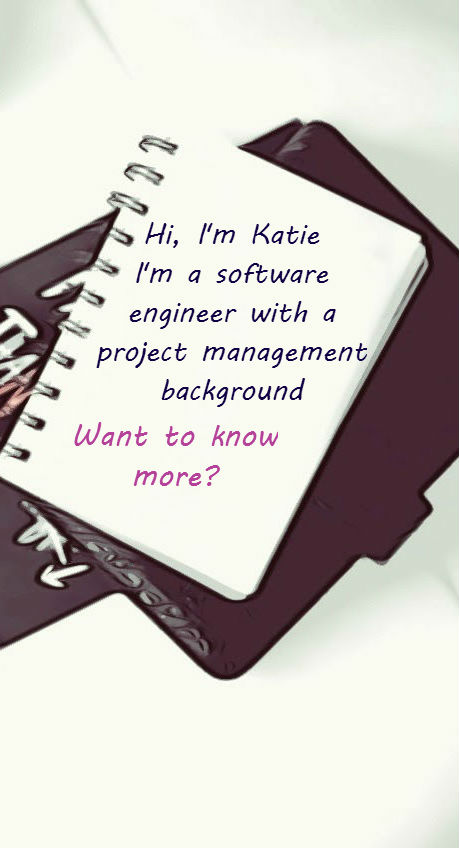 Hi, I'm Katie
I'm a software
engineer with a
project management
background
Want to know
more?